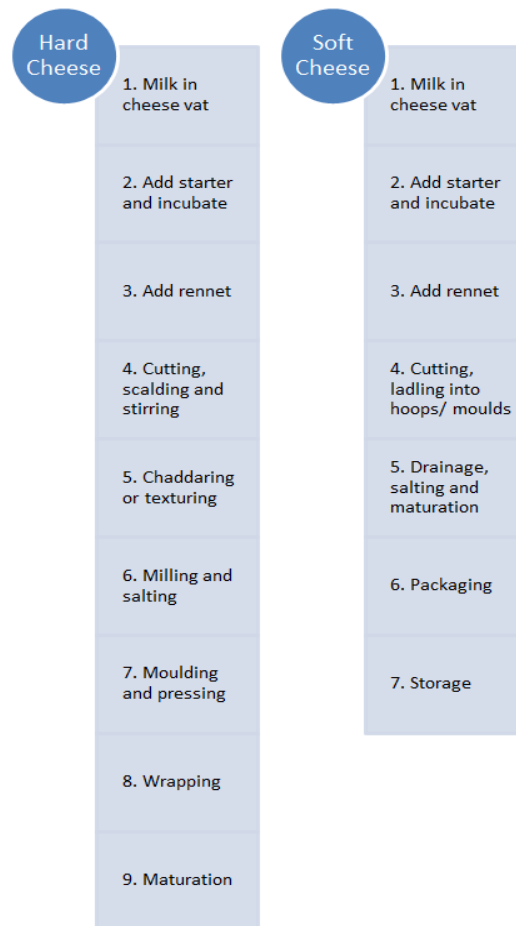 Hard
Cheese
1. Milk in
cheese vat
2. Add starter
and incubate
3. Add rennet
4. Cutting,
scalding and
stirring
5. Chaddaring
or texturing
6. Milling and
salting
7. Moulding
and pressing
8. Wrapping
9. Maturation
Soft
Cheese
1. Milk in
cheese vat
2. Add starter
and incubate
3. Add rennet
4. Cutting,
ladling into
hoops/ moulds
5. Drainage,
salting and
maturation
6. Packaging
7. Storage